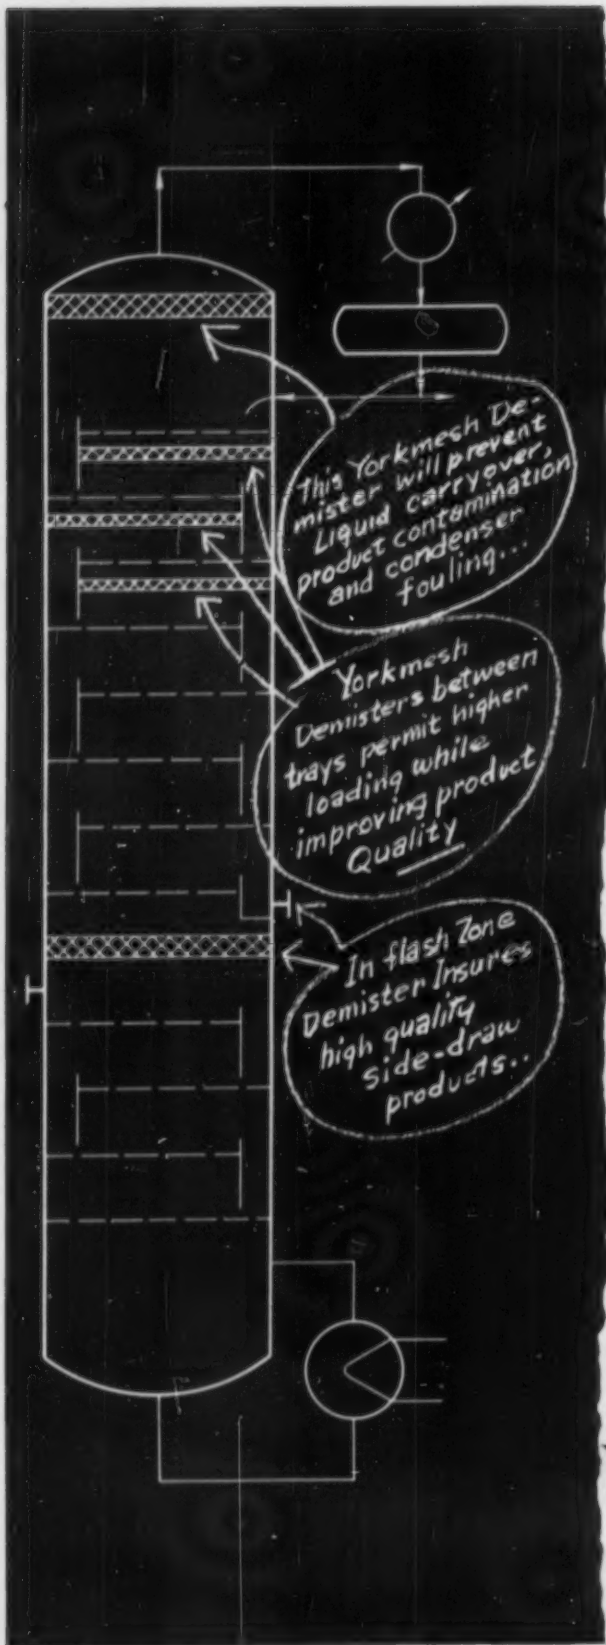 This Yorkmesh De-
mister will prevent
Liquid carryover,
product contamination
and condenser
fouling...
Yorkmesh
Demisters between
trays permit higher
loading while
improving product
Quality
In flash Zone
Demister Insures
high quality
side-draw
products..